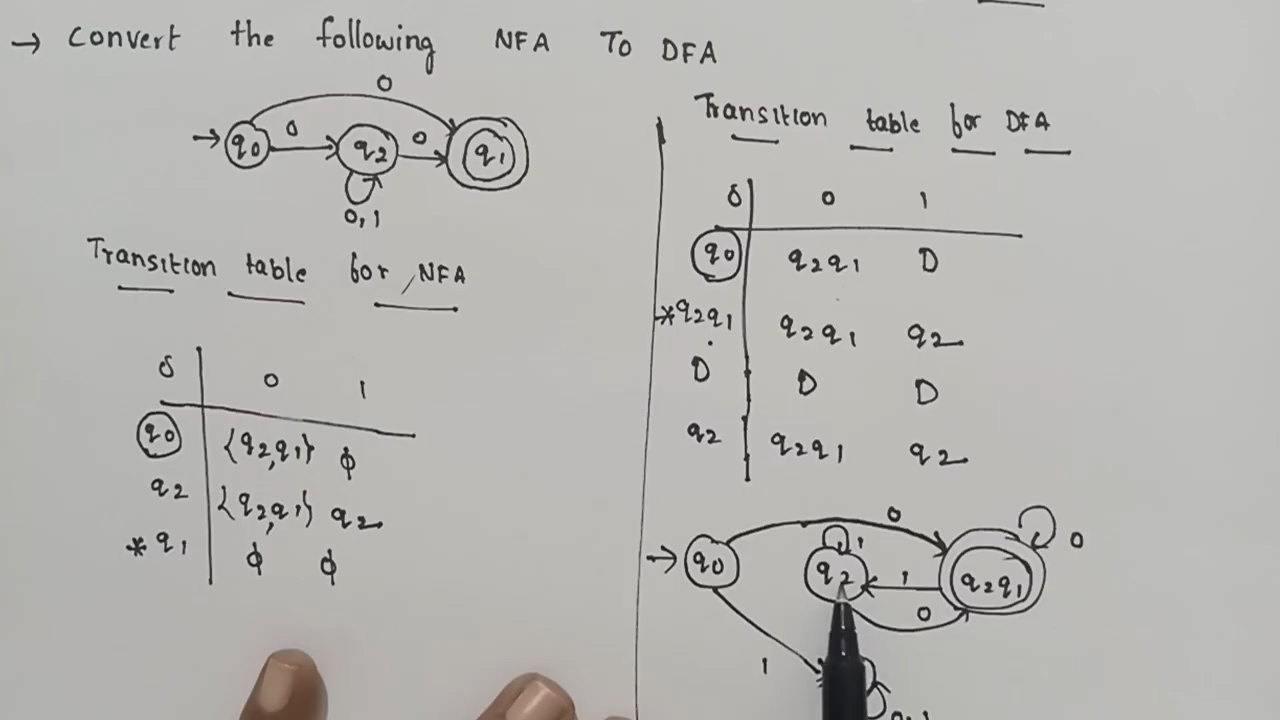 → Convert the following NFA To DFA
0
→ q0 0 q2 0 q1
0,1
Transition table for NFA
δ 0 1
q0 {q2,q1} ϕ
q2 {q2,q1} q2
* q1 ϕ ϕ
Transition table for DFA
δ 0 1
q0 q2q1 D
*q2q1 q2q1 q2
D D D
q2 q2q1 q2
0
→ q0 1 0
q2 1 q2q1
0
1